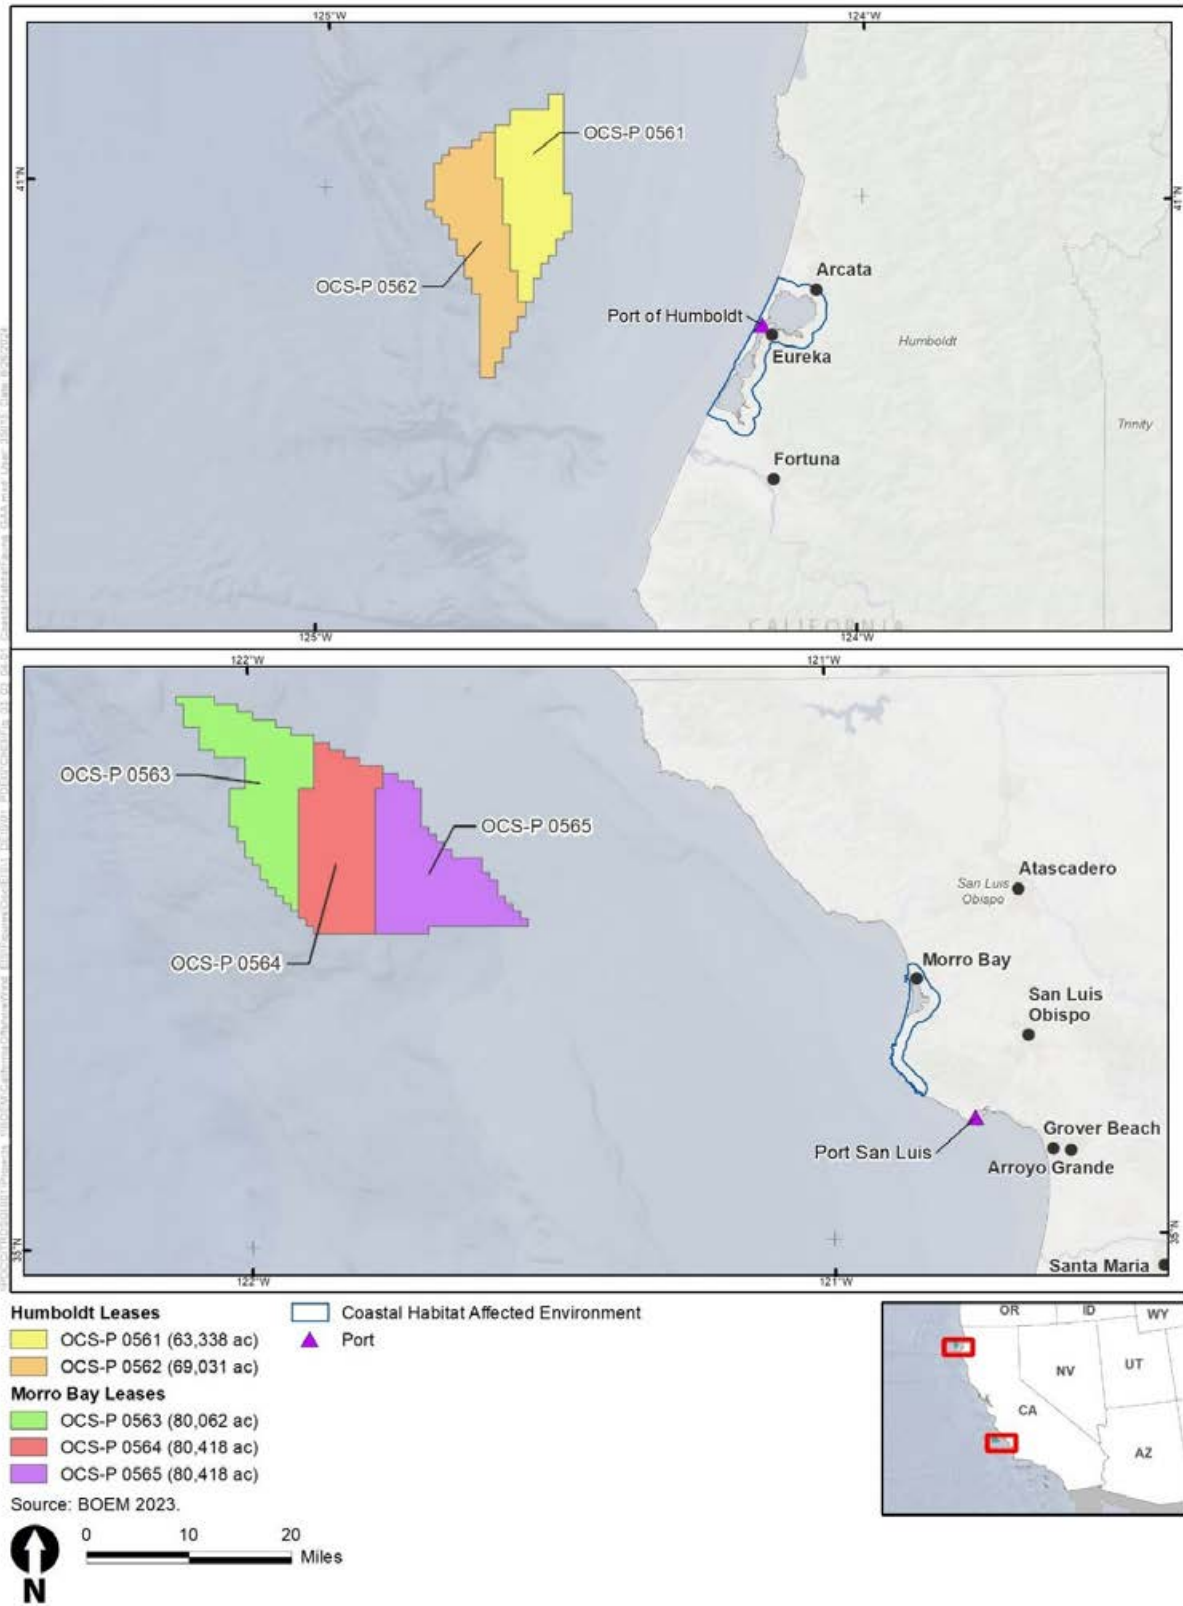 125°W
124°W
41°N
41°N
OCS-P 0561
OCS-P 0562
Arcata
Port of Humboldt
Eureka
Humboldt
Trinity
Fortuna
CALIFORNIA
125°W
124°W
122°W
121°W
OCS-P 0563
OCS-P 0565
OCS-P 0564
Atascadero
San Luis
Obispo
Morro Bay
San Luis
Obispo
Port San Luis
Grover Beach
Arroyo Grande
Santa Maria
35°N
35°N
122°W
121°W
Humboldt Leases
OCS-P 0561 (63,338 ac)
OCS-P 0562 (69,031 ac)
Morro Bay Leases
OCS-P 0563 (80,062 ac)
OCS-P 0564 (80,418 ac)
OCS-P 0565 (80,418 ac)
Source: BOEM 2023.
Coastal Habitat Affected Environment
Port
0 10 20
Miles
N
OR ID WY
NV UT
CA
AZ